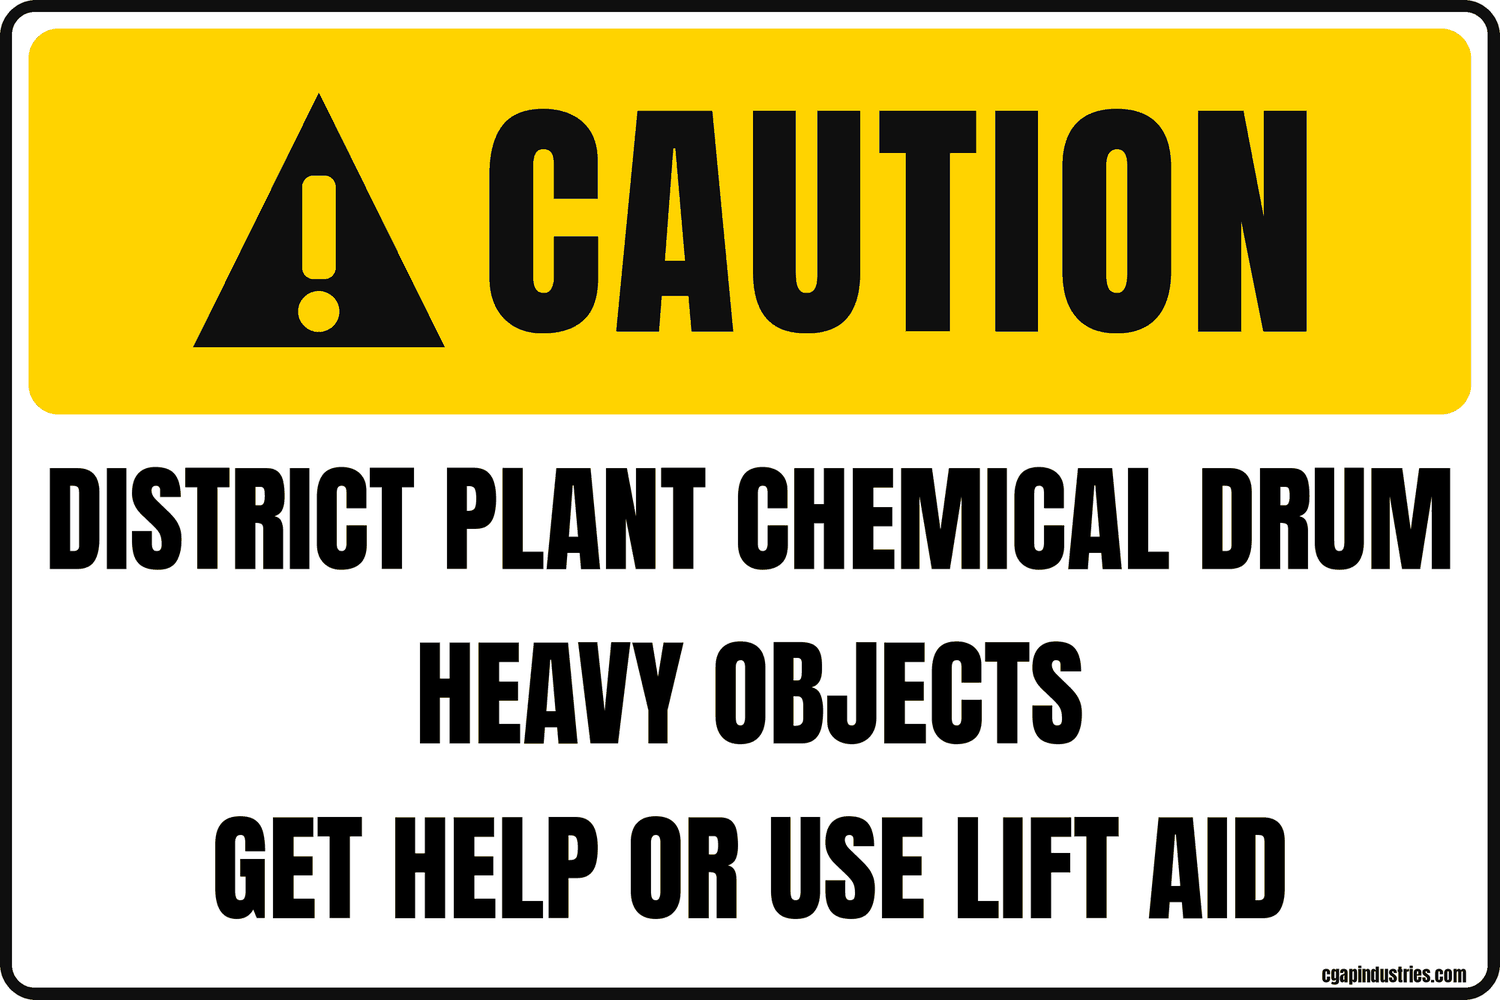 CAUTION
DISTRICT PLANT CHEMICAL DRUM
HEAVY OBJECTS
GET HELP OR USE LIFT AID
cgapindustries.com